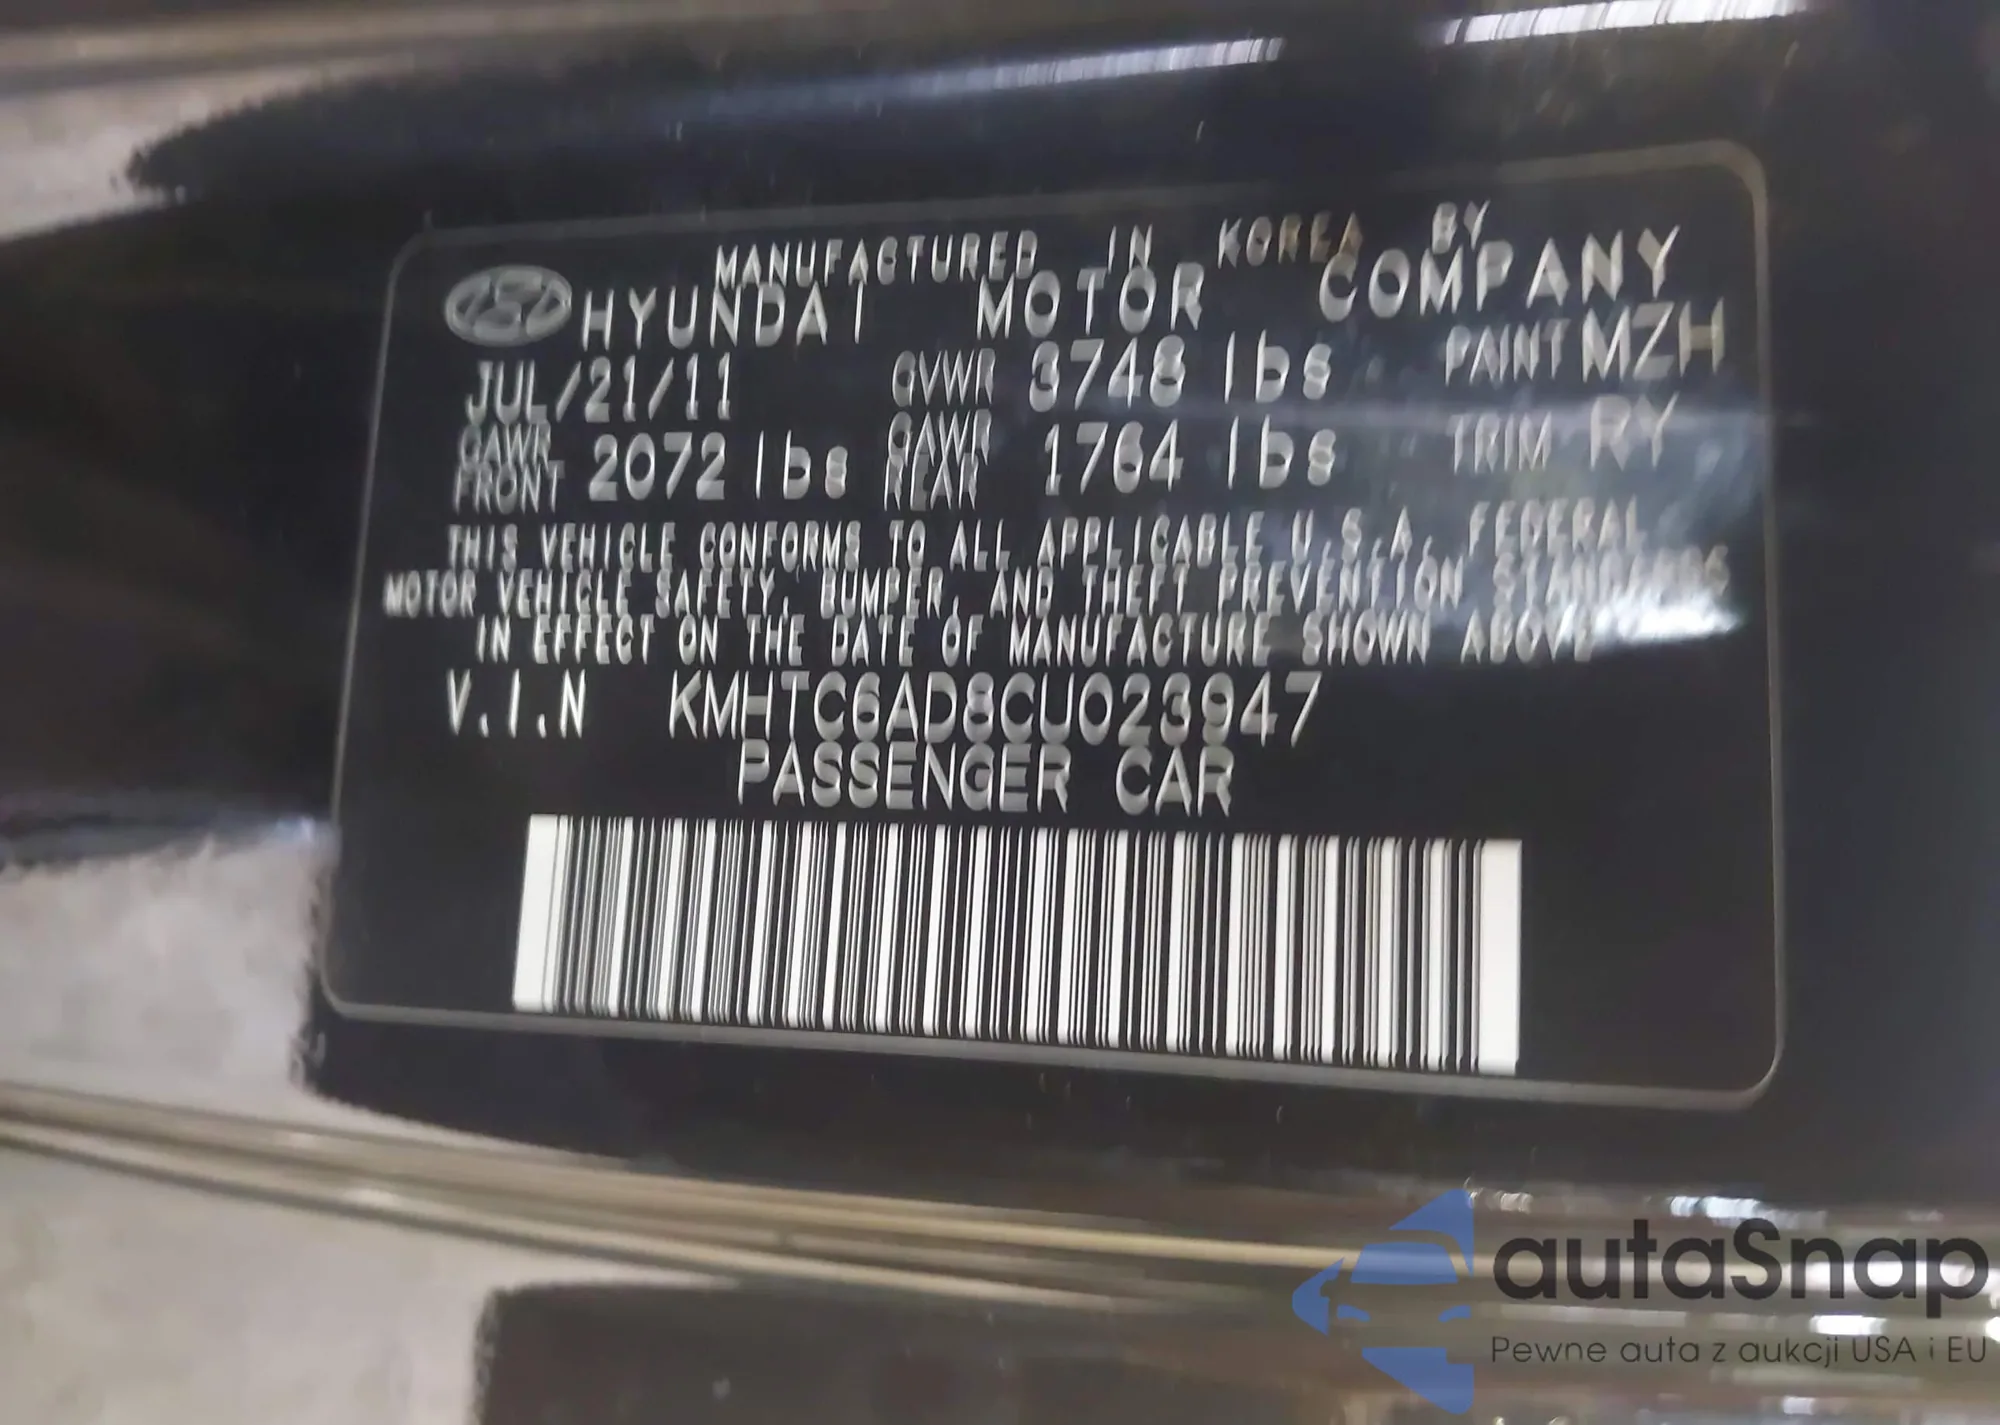 MANUFACTURED IN KOREA BY
HYUNDAI MOTOR COMPANY
JUL/21/11 GVWR 3748 lbs PAINT MZH
GAWR FRONT 2072 lbs GAWR REAR 1764 lbs TRIM RY
THIS VEHICLE CONFORMS TO ALL APPLICABLE U.S.A. FEDERAL
MOTOR VEHICLE SAFETY, BUMPER, AND THEFT PREVENTION STANDARDS
IN EFFECT ON THE DATE OF MANUFACTURE SHOWN ABOVE
V.I.N KMHTC6AD8CU023947
PASSENGER CAR
autaSnap
Pewne auta z aukcji USA i EU